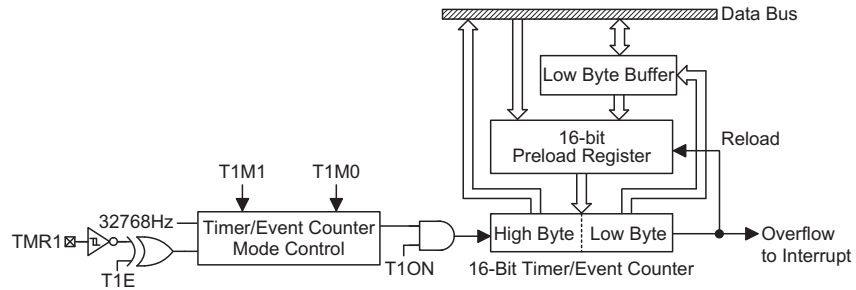 Data Bus
Low Byte Buffer
16-bit
Preload Register
Reload
T1M1
T1M0
32768Hz
TMR1
Timer/Event Counter
Mode Control
T1E
T1ON
High Byte
Low Byte
16-Bit Timer/Event Counter
Overflow
to Interrupt